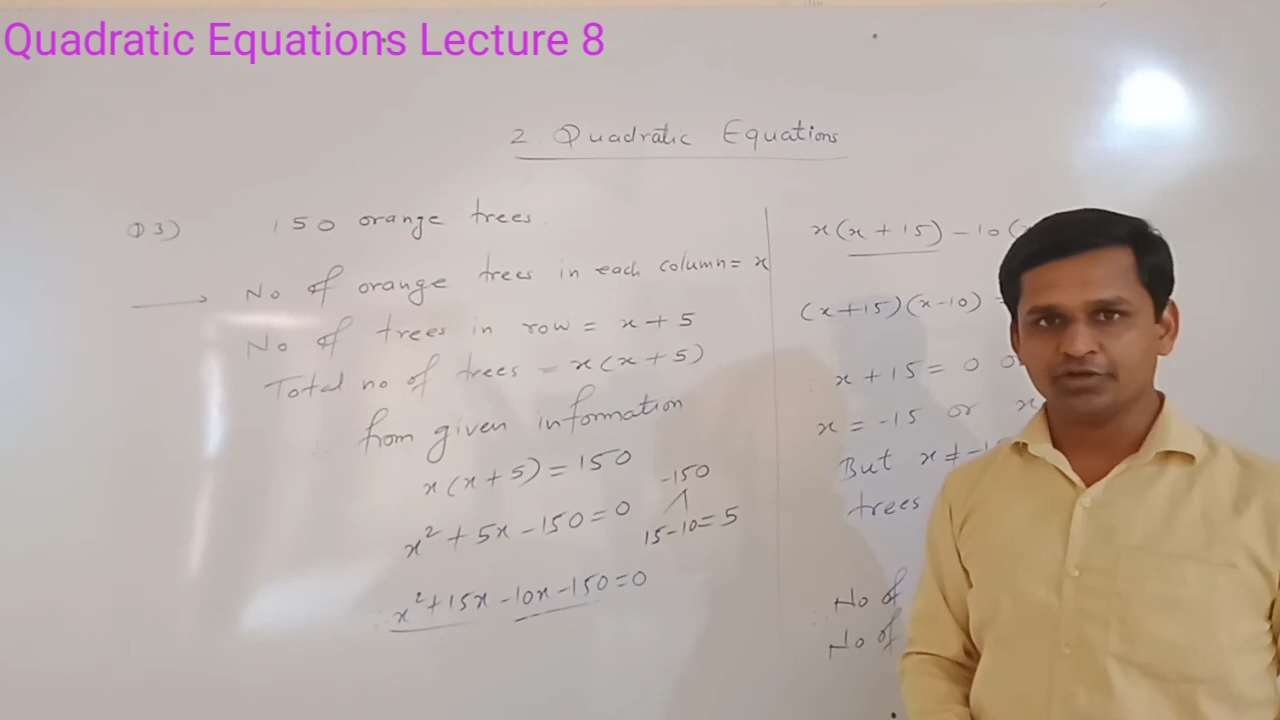 Quadratic Equations Lecture 8
2 Quadratic Equations
Q3) 150 orange trees.
→ No of orange trees in each column = x
No of trees in row = x + 5
Total no of trees = x(x + 5)
from given information
x(x + 5) = 150
x² + 5x - 150 = 0
-150
15-10=5
x² + 15x - 10x - 150 = 0
x(x + 15) - 10(
(x + 15)(x - 10)
x + 15 = 0
x = -15 or x
But x ≠ -1
trees
No of
No of